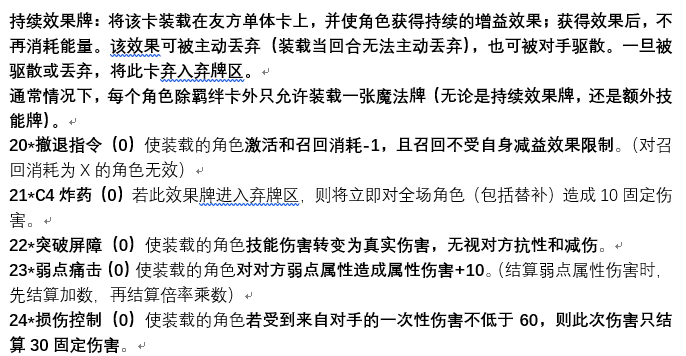 持续效果牌：将该卡装载在友方单体卡上，并使角色获得持续的增益效果；获得效果后，不
再消耗能量。该效果可被主动丢弃（装载当回合无法主动丢弃），也可被对手驱散。一旦被
驱散或丢弃，将此卡弃入弃牌区。
通常情况下，每个角色除羁绊卡外只允许装载一张魔法牌（无论是持续效果牌，还是额外技
能牌）。
20*撤退指令（0）使装载的角色激活和召回消耗-1，且召回不受自身减益效果限制。（对召
回消耗为 X 的角色无效）
21*C4 炸药（0）若此效果牌进入弃牌区，则将立即对全场角色（包括替补）造成 10 固定伤
害。
22*突破屏障（0）使装载的角色技能伤害转变为真实伤害，无视对方抗性和减伤。
23*弱点痛击 (0) 使装载的角色对对方弱点属性造成属性伤害+10。（结算弱点属性伤害时，
先结算加数，再结算倍率乘数）
24*损伤控制（0）使装载的角色若受到来自对手的一次性伤害不低于 60，则此次伤害只结
算 30 固定伤害。